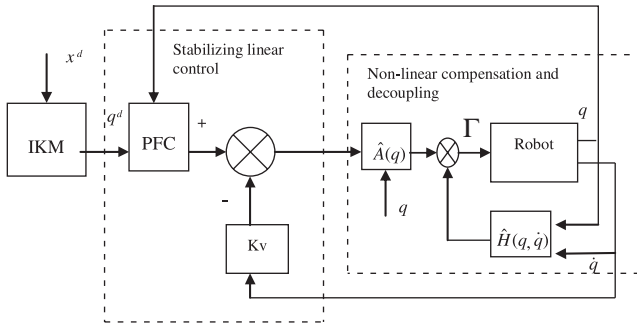 x^d
Stabilizing linear
control
Non-linear compensation and
decoupling
q
q^d
IKM
PFC
+
-
Â(q)
Γ
Robot
q
Kv
Ĥ(q, q̇)
q̇